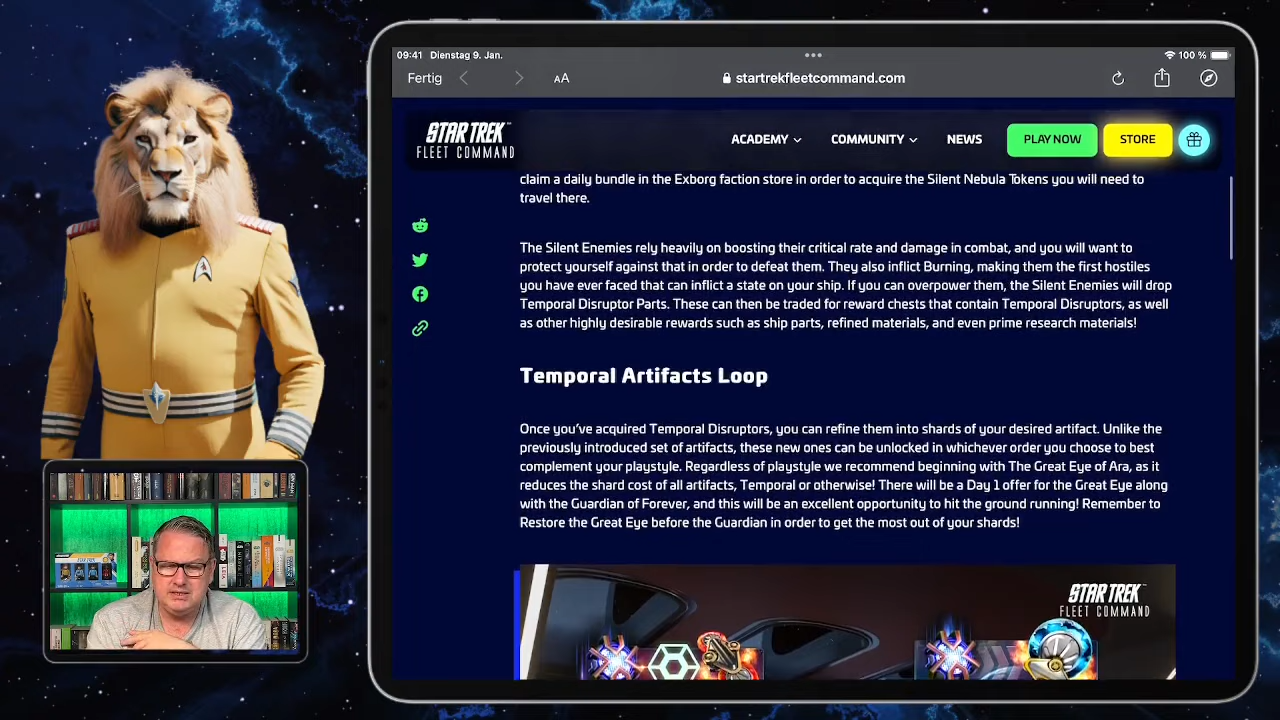 09:41 Dienstag 9. Jan.
100 %
Fertig
AA
startrekfleetcommand.com
STAR TREK
FLEET COMMAND
ACADEMY
COMMUNITY
NEWS
PLAY NOW
STORE
claim a daily bundle in the Exborg faction store in order to acquire the Silent Nebula Tokens you will need to
travel there.
The Silent Enemies rely heavily on boosting their critical rate and damage in combat, and you will want to
protect yourself against that in order to defeat them. They also inflict Burning, making them the first hostiles
you have ever faced that can inflict a state on your ship. If you can overpower them, the Silent Enemies will drop
Temporal Disruptor Parts. These can then be traded for reward chests that contain Temporal Disruptors, as well
as other highly desirable rewards such as ship parts, refined materials, and even prime research materials!
Temporal Artifacts Loop
Once you’ve acquired Temporal Disruptors, you can refine them into shards of your desired artifact. Unlike the
previously introduced set of artifacts, these new ones can be unlocked in whichever order you choose to best
complement your playstyle. Regardless of playstyle we recommend beginning with The Great Eye of Ara, as it
reduces the shard cost of all artifacts, Temporal or otherwise! There will be a Day 1 offer for the Great Eye along
with the Guardian of Forever, and this will be an excellent opportunity to hit the ground running! Remember to
Restore the Great Eye before the Guardian in order to get the most out of your shards!
STAR TREK
FLEET COMMAND
STAR TREK